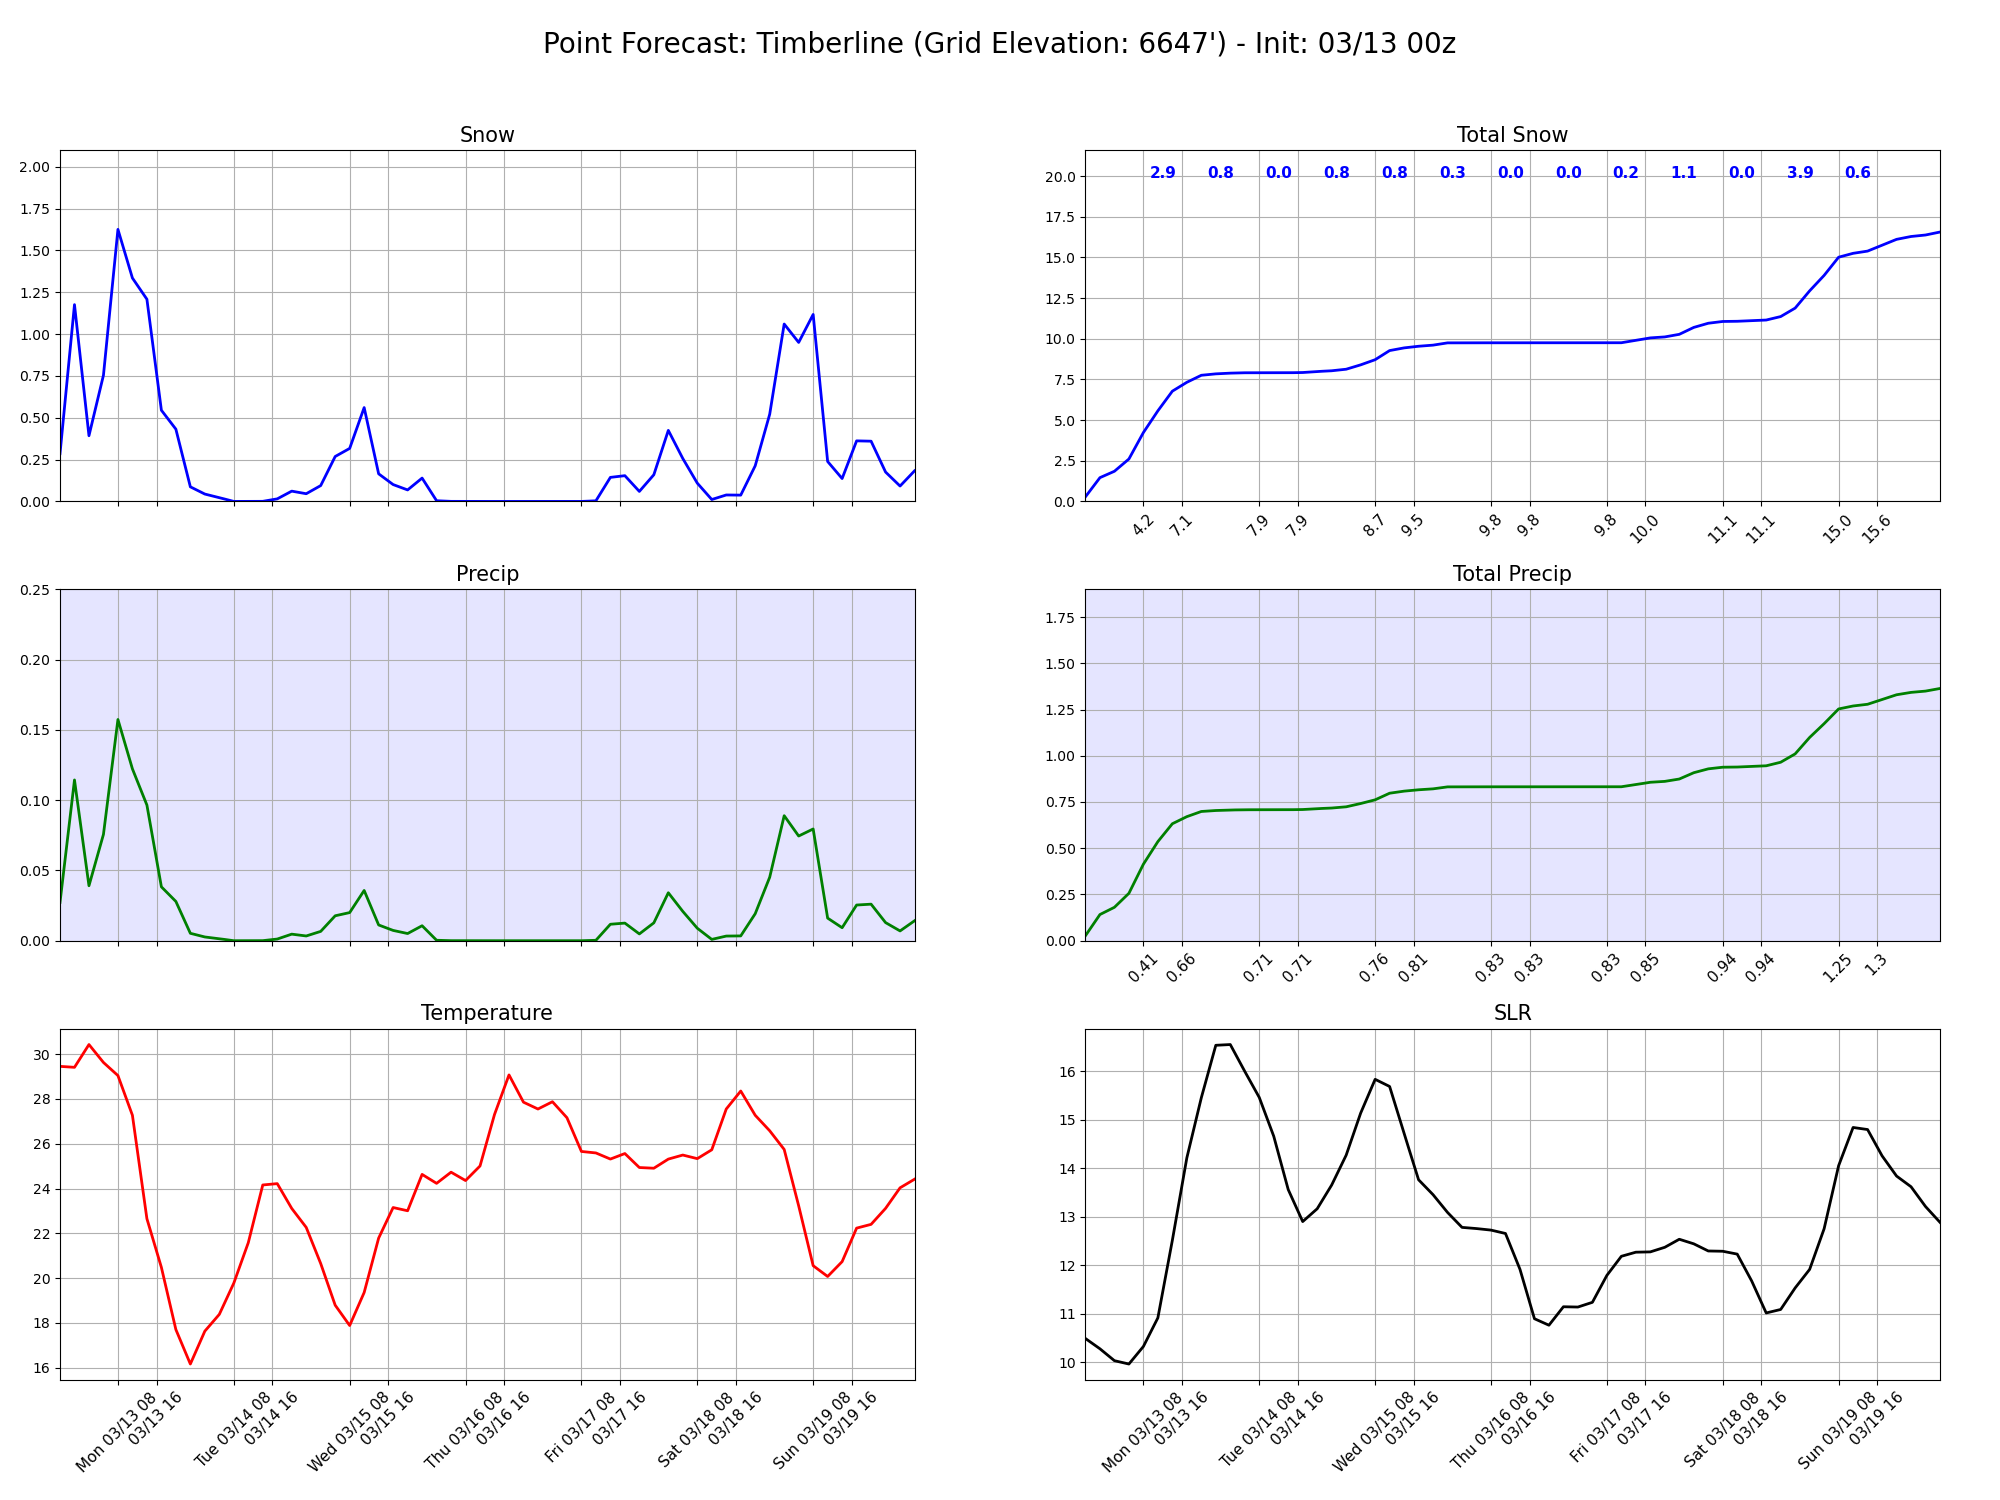 Point Forecast: Timberline (Grid Elevation: 6647') - Init: 03/13 00z
Snow
2.00
1.75
1.50
1.25
1.00
0.75
0.50
0.25
0.00
Total Snow
2.9 0.8 0.0 0.8 0.8 0.3 0.0 0.0 0.2 1.1 0.0 3.9 0.6
20.0
17.5
15.0
12.5
10.0
7.5
5.0
2.5
0.0
4.2 7.1 7.9 7.9 8.7 9.5 9.8 9.8 9.8 10.0 11.1 11.1 15.0 15.6
Precip
0.25
0.20
0.15
0.10
0.05
0.00
Total Precip
1.75
1.50
1.25
1.00
0.75
0.50
0.25
0.00
0.41 0.66 0.71 0.71 0.76 0.81 0.83 0.83 0.83 0.85 0.94 0.94 1.25 1.3
Temperature
30
28
26
24
22
20
18
16
Mon 03/13 08
03/13 16
Tue 03/14 08
03/14 16
Wed 03/15 08
03/15 16
Thu 03/16 08
03/16 16
Fri 03/17 08
03/17 16
Sat 03/18 08
03/18 16
Sun 03/19 08
03/19 16
SLR
16
15
14
13
12
11
10
Mon 03/13 08
03/13 16
Tue 03/14 08
03/14 16
Wed 03/15 08
03/15 16
Thu 03/16 08
03/16 16
Fri 03/17 08
03/17 16
Sat 03/18 08
03/18 16
Sun 03/19 08
03/19 16